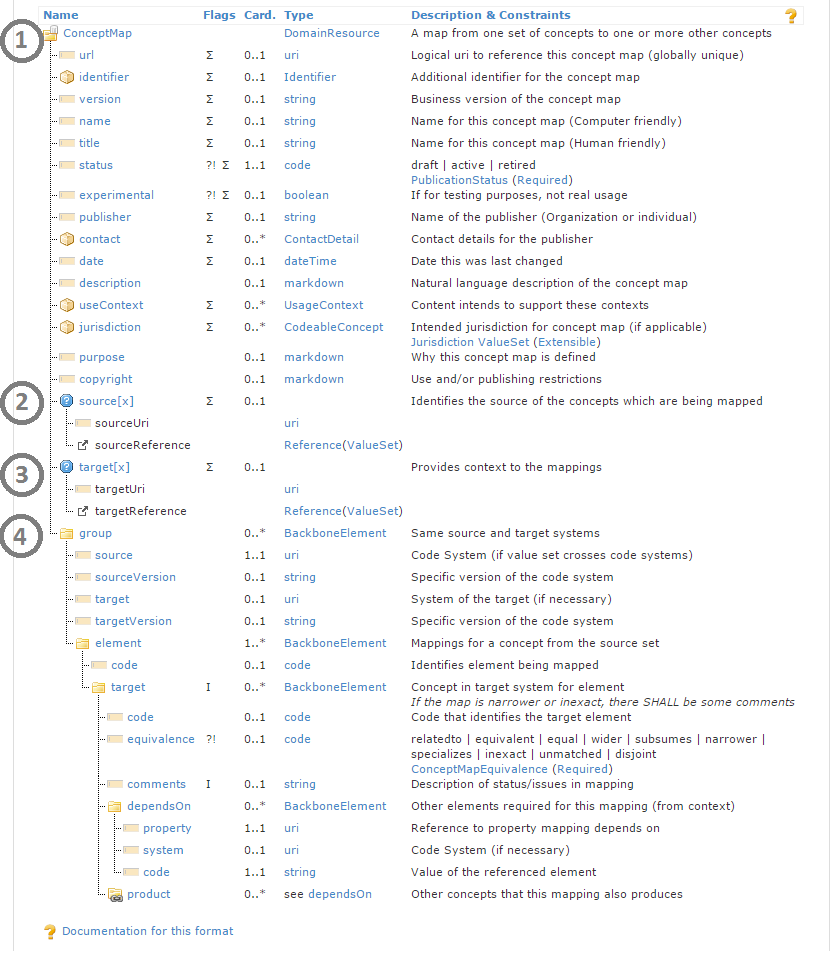 Name Flags Card. Type Description & Constraints ?
1 ConceptMap DomainResource A map from one set of concepts to one or more other concepts
url Σ 0..1 uri Logical uri to reference this concept map (globally unique)
identifier Σ 0..1 Identifier Additional identifier for the concept map
version Σ 0..1 string Business version of the concept map
name Σ 0..1 string Name for this concept map (Computer friendly)
title Σ 0..1 string Name for this concept map (Human friendly)
status ?! Σ 1..1 code draft | active | retired
PublicationStatus (Required)
experimental ?! Σ 0..1 boolean If for testing purposes, not real usage
publisher Σ 0..1 string Name of the publisher (Organization or individual)
contact Σ 0..* ContactDetail Contact details for the publisher
date Σ 0..1 dateTime Date this was last changed
description 0..1 markdown Natural language description of the concept map
useContext Σ 0..* UsageContext Content intends to support these contexts
jurisdiction Σ 0..* CodeableConcept Intended jurisdiction for concept map (if applicable)
Jurisdiction ValueSet (Extensible)
purpose 0..1 markdown Why this concept map is defined
copyright 0..1 markdown Use and/or publishing restrictions
2 ? source[x] Σ 0..1 Identifies the source of the concepts which are being mapped
sourceUri uri
sourceReference Reference(ValueSet)
3 ? target[x] Σ 0..1 Provides context to the mappings
targetUri uri
targetReference Reference(ValueSet)
4 group 0..* BackboneElement Same source and target systems
source 1..1 uri Code System (if value set crosses code systems)
sourceVersion 0..1 string Specific version of the code system
target 0..1 uri System of the target (if necessary)
targetVersion 0..1 string Specific version of the code system
element 1..* BackboneElement Mappings for a concept from the source set
code 0..1 code Identifies element being mapped
target I 0..* BackboneElement Concept in target system for element
If the map is narrower or inexact, there SHALL be some comments
code 0..1 code Code that identifies the target element
equivalence ?! 0..1 code relatedto | equivalent | equal | wider | subsumes | narrower |
specializes | inexact | unmatched | disjoint
ConceptMapEquivalence (Required)
comments I 0..1 string Description of status/issues in mapping
dependsOn 0..* BackboneElement Other elements required for this mapping (from context)
property 1..1 uri Reference to property mapping depends on
system 0..1 uri Code System (if necessary)
code 1..1 string Value of the referenced element
product 0..* see dependsOn Other concepts that this mapping also produces
? Documentation for this format